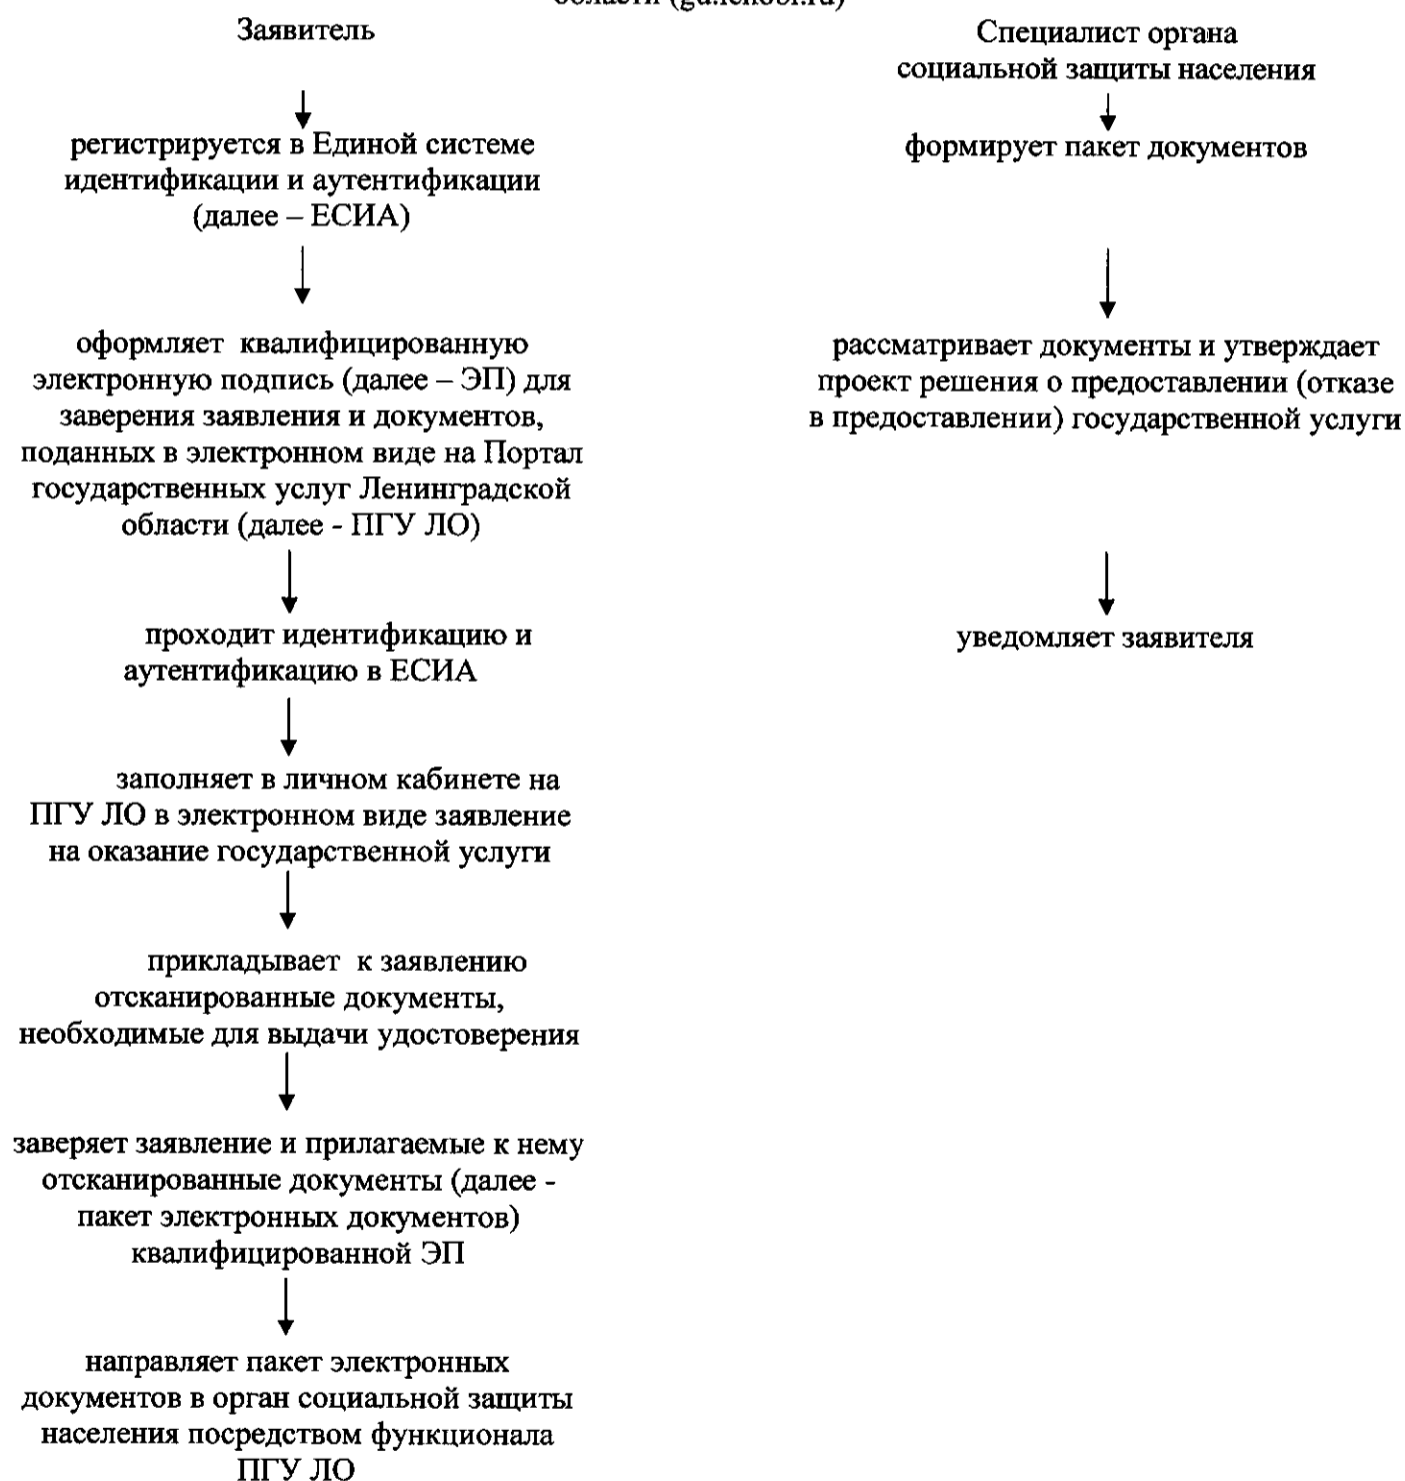 Заявитель
регистрируется в Единой системе
идентификации и аутентификации
(далее – ЕСИА)
оформляет квалифицированную
электронную подпись (далее – ЭП) для
заверения заявления и документов,
поданных в электронном виде на Портал
государственных услуг Ленинградской
области (далее - ПГУ ЛО)
проходит идентификацию и
аутентификацию в ЕСИА
заполняет в личном кабинете на
ПГУ ЛО в электронном виде заявление
на оказание государственной услуги
прикладывает к заявлению
отсканированные документы,
необходимые для выдачи удостоверения
заверяет заявление и прилагаемые к нему
отсканированные документы (далее -
пакет электронных документов)
квалифицированной ЭП
направляет пакет электронных
документов в орган социальной защиты
населения посредством функционала
ПГУ ЛО
Специалист органа
социальной защиты населения
формирует пакет документов
рассматривает документы и утверждает
проект решения о предоставлении (отказе
в предоставлении) государственной услуги
уведомляет заявителя